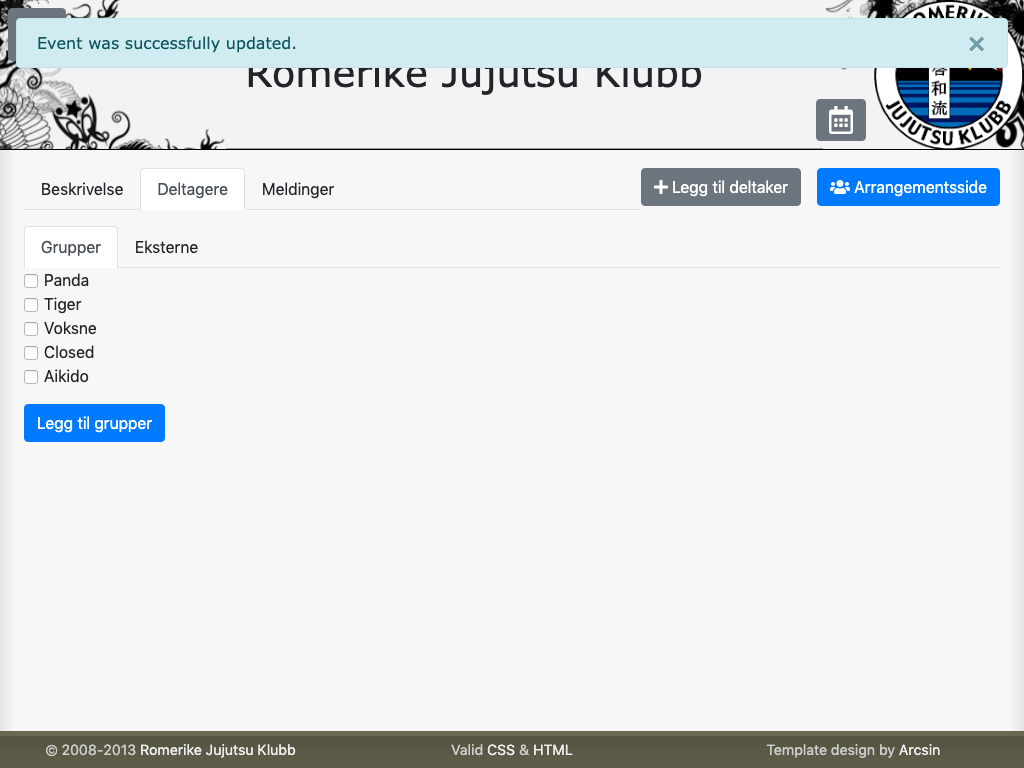 Event was successfully updated.
×
Romerike Jujutsu Klubb
ROMERIKE
和流
JUJUTSU KLUBB
Beskrivelse
Deltagere
Meldinger
Legg til deltaker
Arrangementsside
Grupper
Eksterne
Panda
Tiger
Voksne
Closed
Aikido
Legg til grupper
© 2008-2013 Romerike Jujutsu Klubb
Valid CSS & HTML
Template design by Arcsin